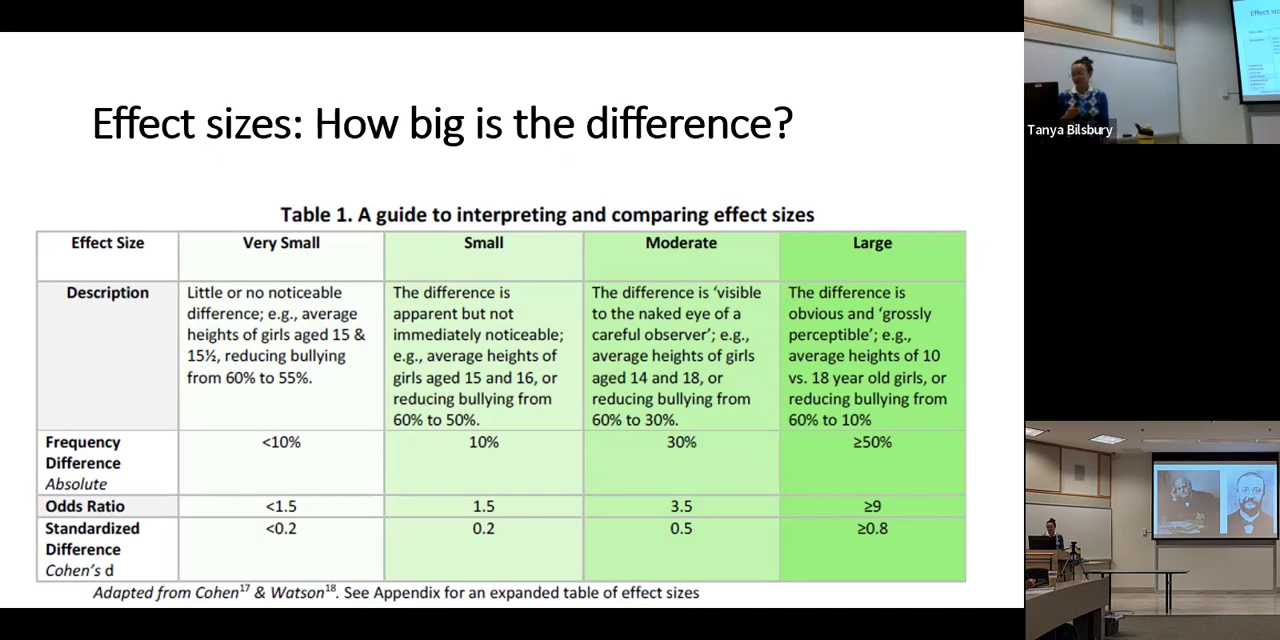 Effect sizes: How big is the difference?
Table 1. A guide to interpreting and comparing effect sizes
Effect Size
Very Small
Small
Moderate
Large
Description
Little or no noticeable
difference; e.g., average
heights of girls aged 15 &
15½, reducing bullying
from 60% to 55%.
The difference is
apparent but not
immediately noticeable;
e.g., average heights of
girls aged 15 and 16, or
reducing bullying from
60% to 50%.
The difference is ‘visible
to the naked eye of a
careful observer’; e.g.,
average heights of girls
aged 14 and 18, or
reducing bullying from
60% to 30%.
The difference is
obvious and ‘grossly
perceptible’; e.g.,
average heights of 10
vs. 18 year old girls, or
reducing bullying from
60% to 10%
Frequency
Difference
Absolute
<10%
10%
30%
≥50%
Odds Ratio
<1.5
1.5
3.5
≥9
Standardized
Difference
Cohen's d
<0.2
0.2
0.5
≥0.8
Adapted from Cohen17 & Watson18. See Appendix for an expanded table of effect sizes
Tanya Bilsbury
Effect siz